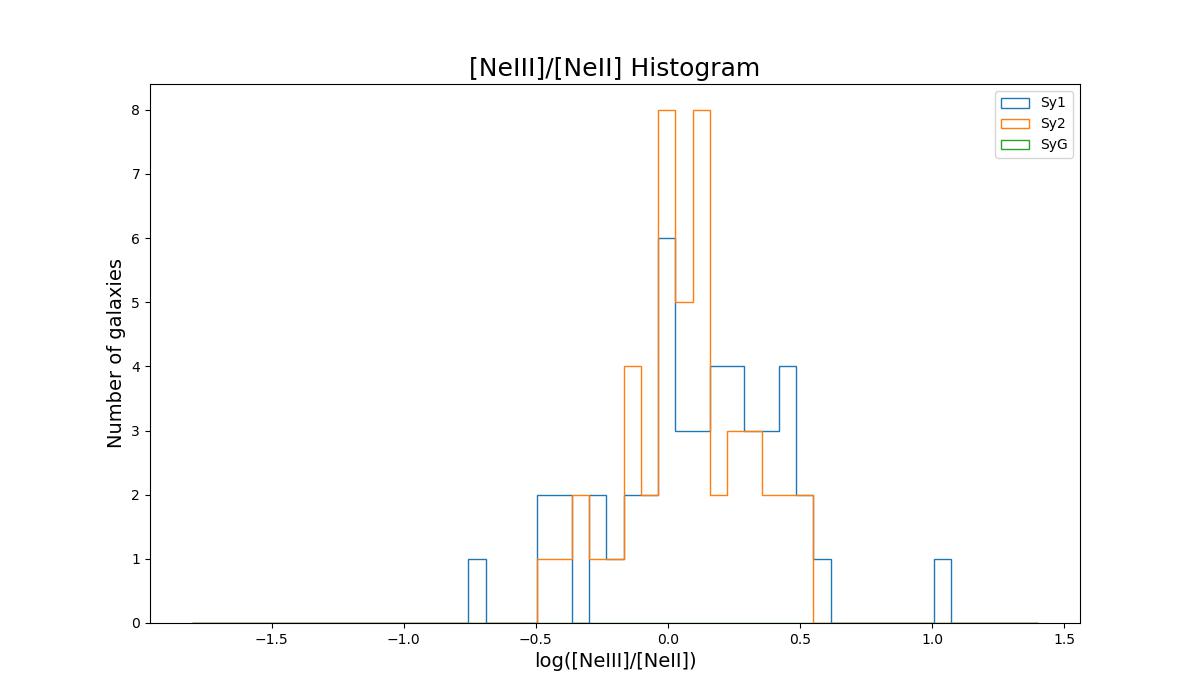 [NeIII]/[NeII] Histogram
Sy1
Sy2
SyG
Number of galaxies
8
7
6
5
4
3
2
1
0
−1.5 −1.0 −0.5 0.0 0.5 1.0 1.5
log([NeIII]/[NeII])